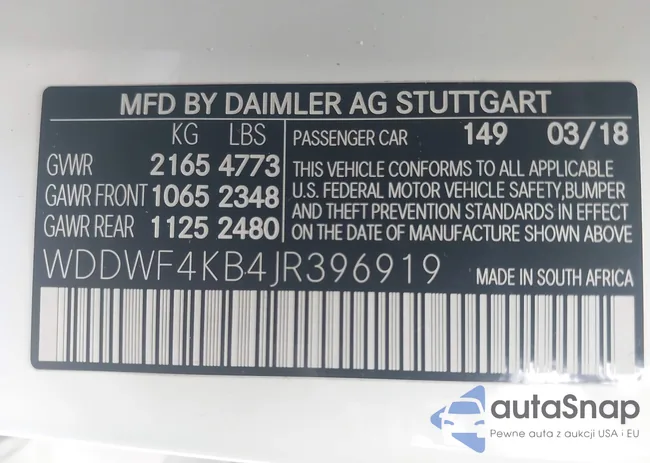 MFD BY DAIMLER AG STUTTGART
KG LBS
GVWR 2165 4773
GAWR FRONT 1065 2348
GAWR REAR 1125 2480
PASSENGER CAR 149 03/18
THIS VEHICLE CONFORMS TO ALL APPLICABLE
U.S. FEDERAL MOTOR VEHICLE SAFETY,BUMPER
AND THEFT PREVENTION STANDARDS IN EFFECT
ON THE DATE OF MANUFACTURE SHOWN ABOVE.
WDDWF4KB4JR396919 MADE IN SOUTH AFRICA
autaSnap
Pewne auta z aukcji USA i EU